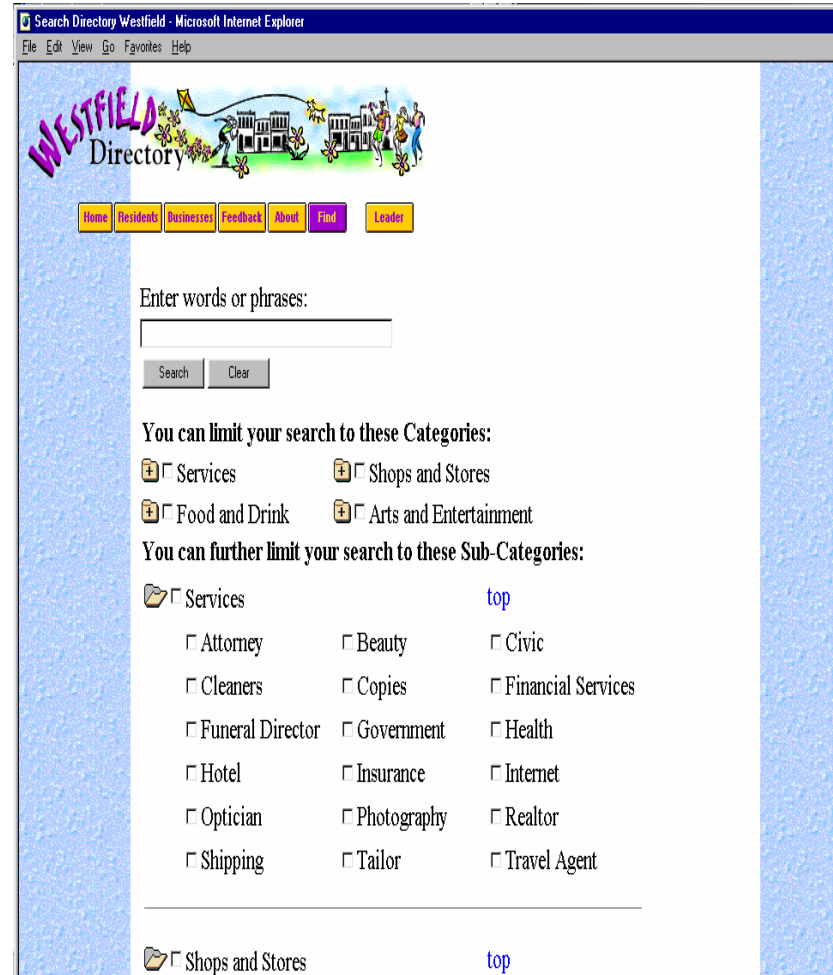 Search Directory Westfield - Microsoft Internet Explorer
File Edit View Go Favorites Help
WESTFIELD
Directory
Home Residents Businesses Feedback About Find Leader
Enter words or phrases:
Search Clear
You can limit your search to these Categories:
Services Shops and Stores
Food and Drink Arts and Entertainment
You can further limit your search to these Sub-Categories:
Services top
Attorney Beauty Civic
Cleaners Copies Financial Services
Funeral Director Government Health
Hotel Insurance Internet
Optician Photography Realtor
Shipping Tailor Travel Agent
Shops and Stores top